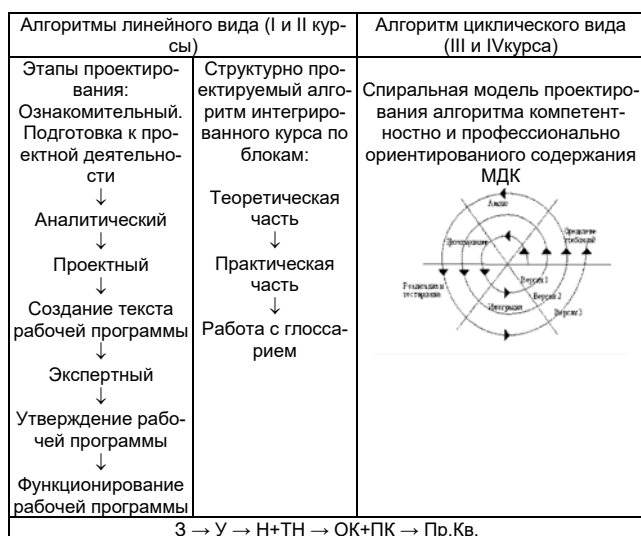 Алгоритмы линейного вида (I и II кур-
сы)
Алгоритм циклического вида
(III и IVкурса)
Этапы проектиро-
вания:
Ознакомительный.
Подготовка к про-
ектной деятельно-
сти
↓
Аналитический
↓
Проектный
↓
Создание текста
рабочей программы
↓
Экспертный
↓
Утверждение рабо-
чей программы
↓
Функционирование
рабочей программы
Структурно про-
ектируемый алго-
ритм интегриро-
ванного курса по
блокам:
Теоретическая
часть
↓
Практическая
часть
↓
Работа с глосса-
рием
Спиральная модель проектиро-
вания алгоритма компетент-
ностно и профессионально
ориентированиого содержания
МДК
Анализ
Определение
требований
Проектирование
Реализация и
тестирование
Интеграция
Версия 1
Версия 2
Версия 3
З → У → Н+ТН → ОК+ПК → Пр.Кв.